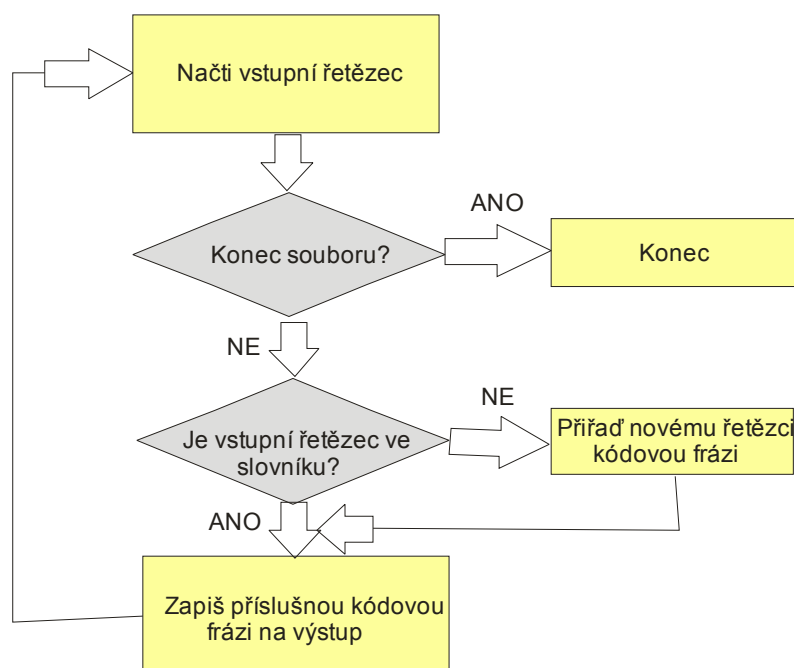 Načti vstupní řetězec
ANO
Konec souboru?
Konec
NE
NE
Je vstupní řetězec ve
slovníku?
Přiřaď novému řetězci
kódovou frázi
ANO
Zapiš příslušnou kódovou
frázi na výstup